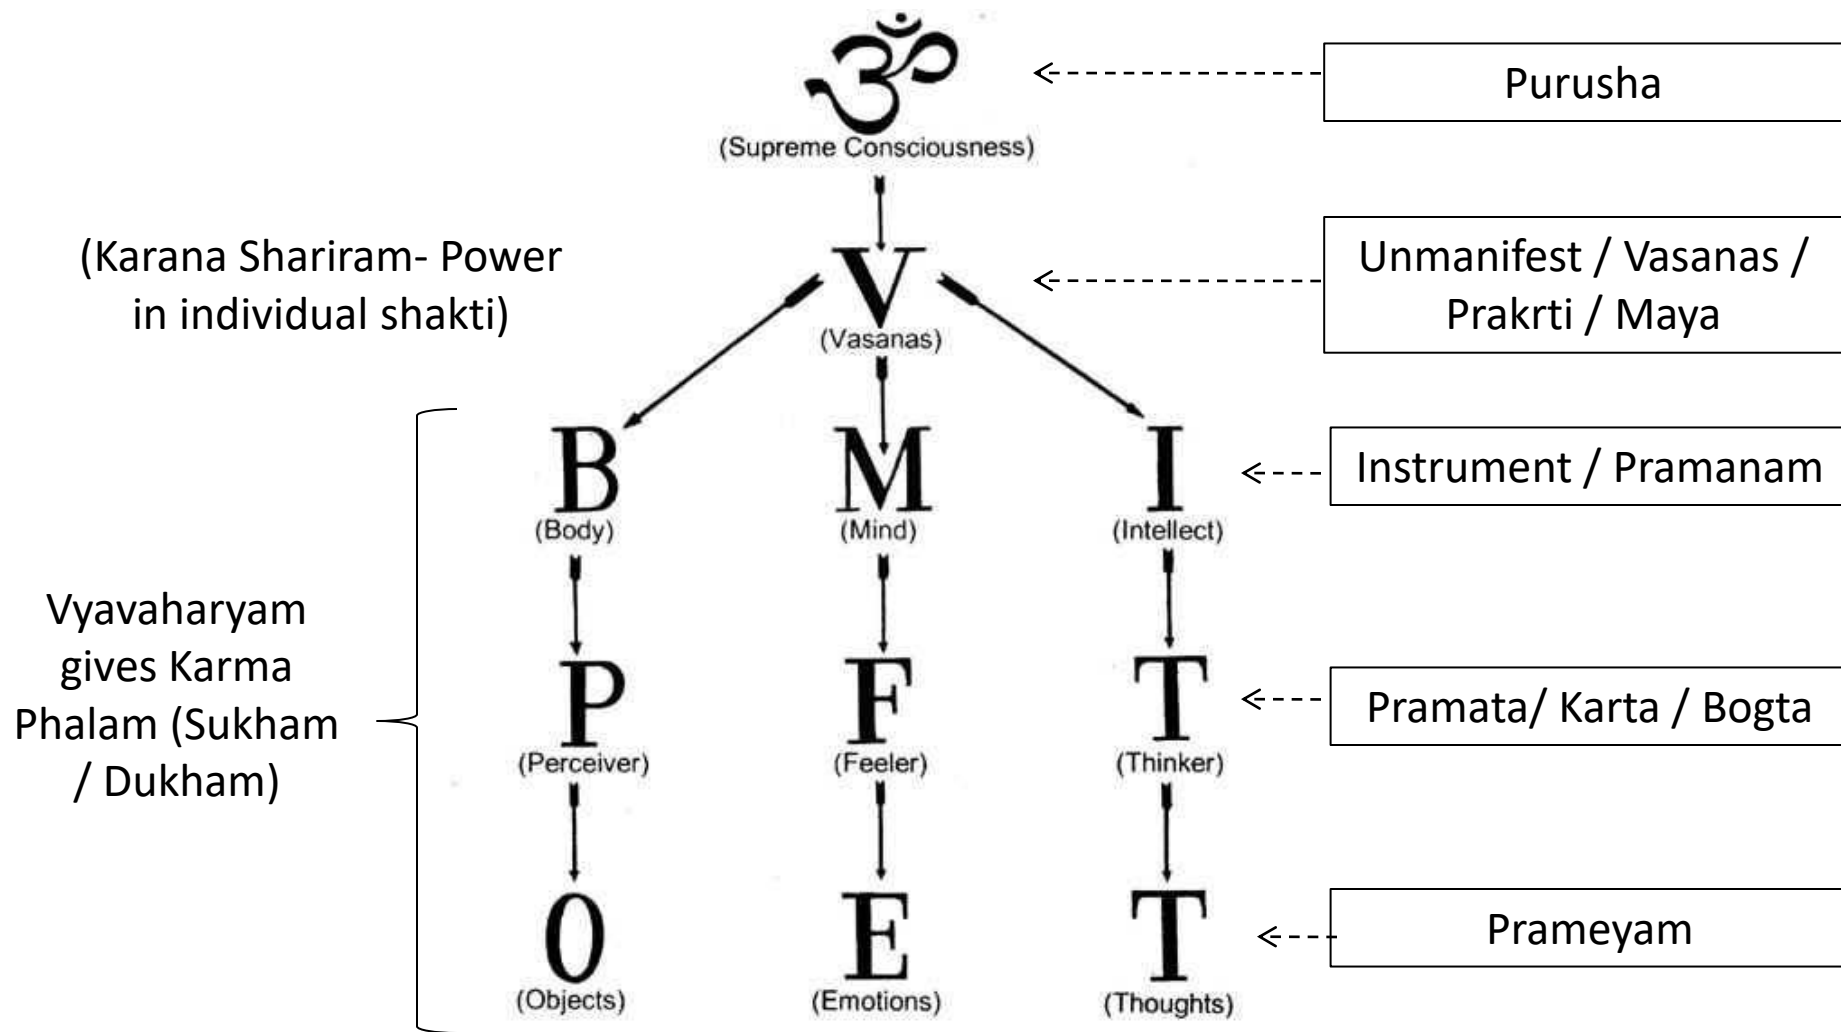 ॐ
Purusha
(Supreme Consciousness)
(Karana Shariram- Power
in individual shakti)
V
(Vasanas)
Unmanifest / Vasanas /
Prakrti / Maya
B M I
(Body) (Mind) (Intellect)
Instrument / Pramanam
Vyavaharyam
gives Karma
Phalam (Sukham
/ Dukham)
P F T
(Perceiver) (Feeler) (Thinker)
Pramata/ Karta / Bogta
O E T
(Objects) (Emotions) (Thoughts)
Prameyam